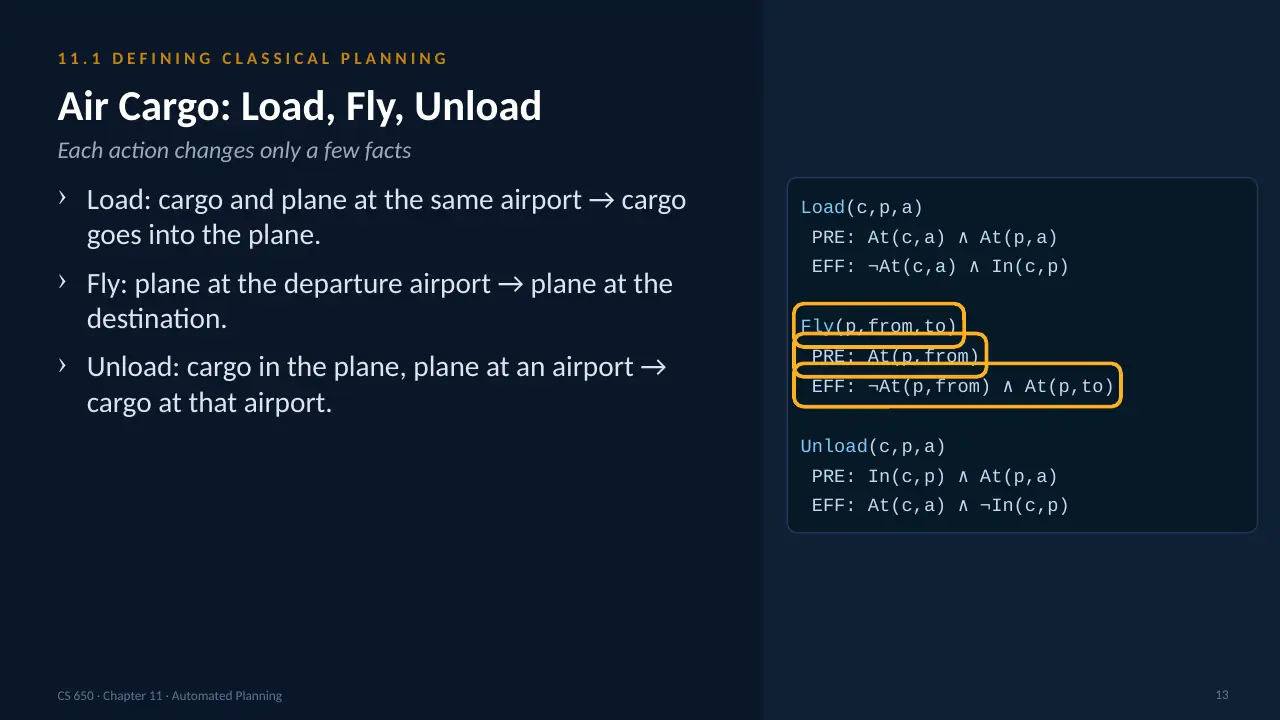 11.1 DEFINING CLASSICAL PLANNING
Air Cargo: Load, Fly, Unload
Each action changes only a few facts
› Load: cargo and plane at the same airport → cargo
goes into the plane.
› Fly: plane at the departure airport → plane at the
destination.
› Unload: cargo in the plane, plane at an airport →
cargo at that airport.
Load(c,p,a)
PRE: At(c,a) ∧ At(p,a)
EFF: ¬At(c,a) ∧ In(c,p)
Fly(p,from,to)
PRE: At(p,from)
EFF: ¬At(p,from) ∧ At(p,to)
Unload(c,p,a)
PRE: In(c,p) ∧ At(p,a)
EFF: At(c,a) ∧ ¬In(c,p)
CS 650 · Chapter 11 · Automated Planning
13